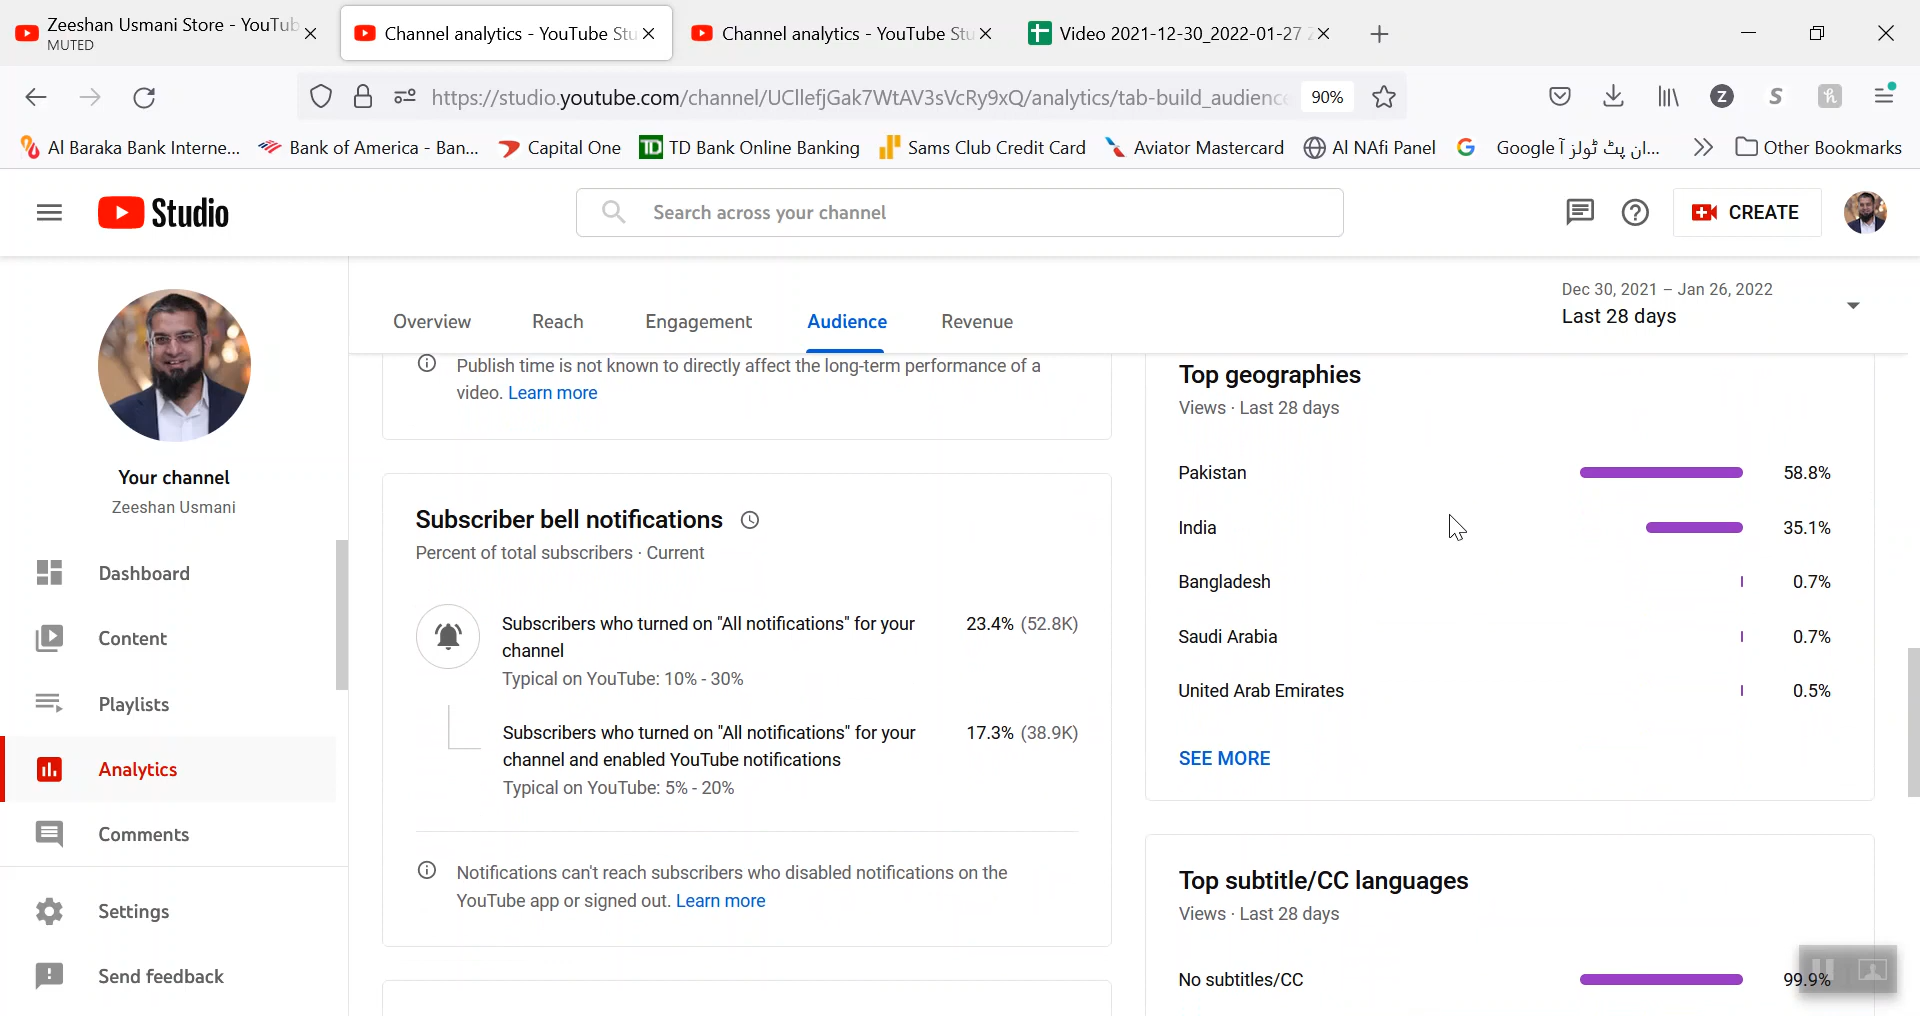 Zeeshan Usmani Store - YouTub
MUTED
Channel analytics - YouTube Stu
Channel analytics - YouTube Stu
Video 2021-12-30_2022-01-27
https://studio.youtube.com/channel/UCllefjGak7WtAV3sVcRy9xQ/analytics/tab-build_audience
90%
Al Baraka Bank Interne...
Bank of America - Ban...
Capital One
TD Bank Online Banking
Sams Club Credit Card
Aviator Mastercard
Al NAfi Panel
Google آ ان پٹ ٹولز...
Other Bookmarks
Studio
Search across your channel
CREATE
Your channel
Zeeshan Usmani
Dashboard
Content
Playlists
Analytics
Comments
Settings
Send feedback
Overview
Reach
Engagement
Audience
Revenue
Dec 30, 2021 – Jan 26, 2022
Last 28 days
Publish time is not known to directly affect the long-term performance of a
video. Learn more
Subscriber bell notifications
Percent of total subscribers · Current
Subscribers who turned on "All notifications" for your 23.4% (52.8K)
channel
Typical on YouTube: 10% - 30%
Subscribers who turned on "All notifications" for your 17.3% (38.9K)
channel and enabled YouTube notifications
Typical on YouTube: 5% - 20%
Notifications can't reach subscribers who disabled notifications on the
YouTube app or signed out. Learn more
Top geographies
Views · Last 28 days
Pakistan 58.8%
India 35.1%
Bangladesh 0.7%
Saudi Arabia 0.7%
United Arab Emirates 0.5%
SEE MORE
Top subtitle/CC languages
Views · Last 28 days
No subtitles/CC 99.9%